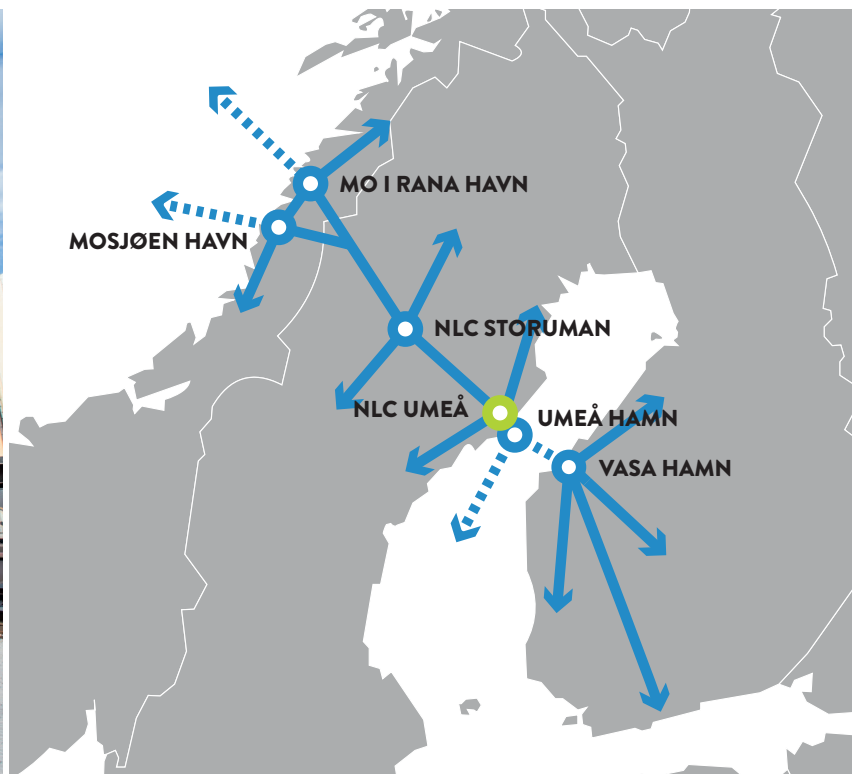 MO I RANA HAVN
MOSJØEN HAVN
NLC STORUMAN
NLC UMEÅ
UMEÅ HAMN
VASA HAMN